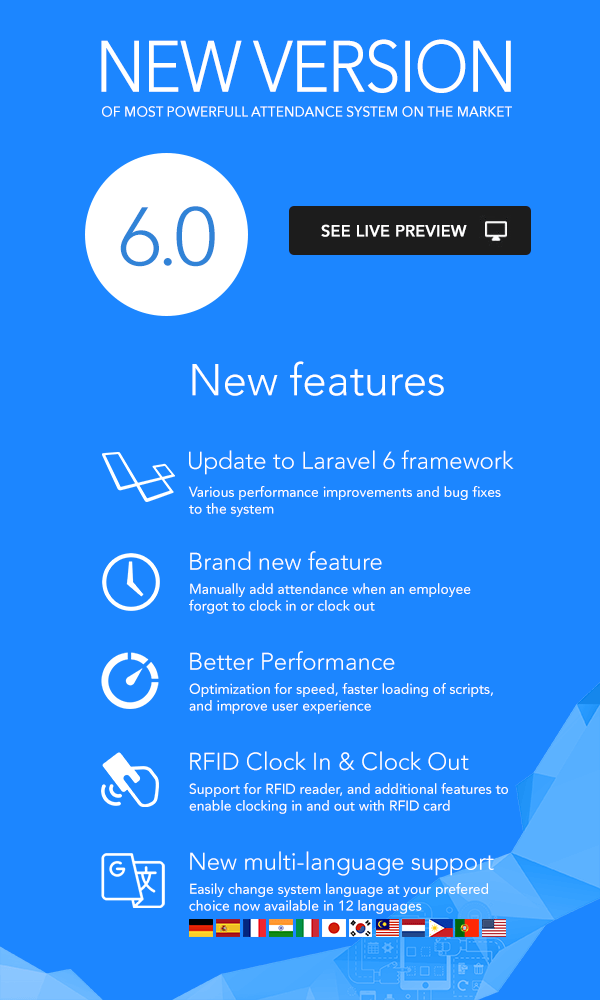 NEW VERSION
OF MOST POWERFULL ATTENDANCE SYSTEM ON THE MARKET
6.0
SEE LIVE PREVIEW
New features
Update to Laravel 6 framework
Various performance improvements and bug fixes
to the system
Brand new feature
Manually add attendance when an employee
forgot to clock in or clock out
Better Performance
Optimization for speed, faster loading of scripts,
and improve user experience
RFID Clock In & Clock Out
Support for RFID reader, and additional features to
enable clocking in and out with RFID card
G 文
New multi-language support
Easily change system language at your prefered
choice now available in 12 languages